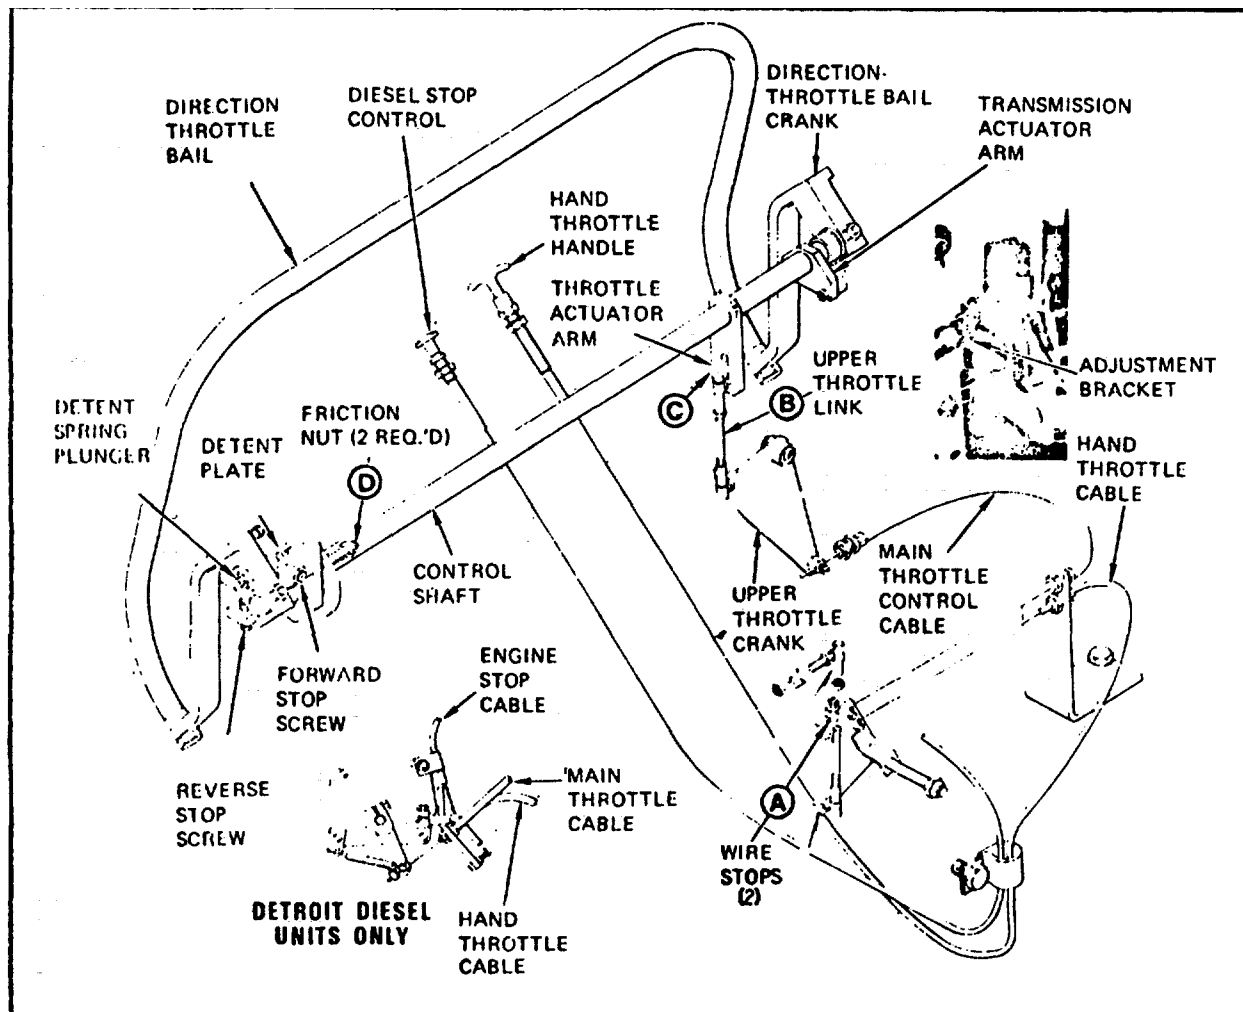 DIRECTION
THROTTLE
BAIL
DIESEL STOP
CONTROL
DIRECTION-
THROTTLE BAIL
CRANK
TRANSMISSION
ACTUATOR
ARM
HAND
THROTTLE
HANDLE
THROTTLE
ACTUATOR
ARM
ADJUSTMENT
BRACKET
UPPER
THROTTLE
LINK
B
C
DETENT
SPRING
PLUNGER
DETENT
PLATE
FRICTION
NUT (2 REQ.'D)
D
HAND
THROTTLE
CABLE
CONTROL
SHAFT
UPPER
THROTTLE
CRANK
MAIN
THROTTLE
CONTROL
CABLE
FORWARD
STOP
SCREW
ENGINE
STOP
CABLE
REVERSE
STOP
SCREW
MAIN
THROTTLE
CABLE
A
WIRE
STOPS
(2)
DETROIT DIESEL
UNITS ONLY
HAND
THROTTLE
CABLE